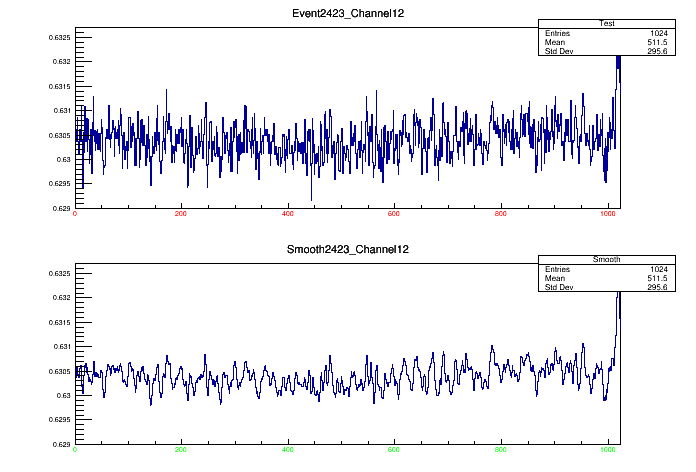 Event2423_Channel12
Test
Entries 1024
Mean 511.5
Std Dev 295.6
0.6325
0.632
0.6315
0.631
0.6305
0.63
0.6295
0.629
0 200 400 600 800 1000
Smooth2423_Channel12
Smooth
Entries 1024
Mean 511.5
Std Dev 295.6
0.6325
0.632
0.6315
0.631
0.6305
0.63
0.6295
0.629
0 200 400 600 800 1000